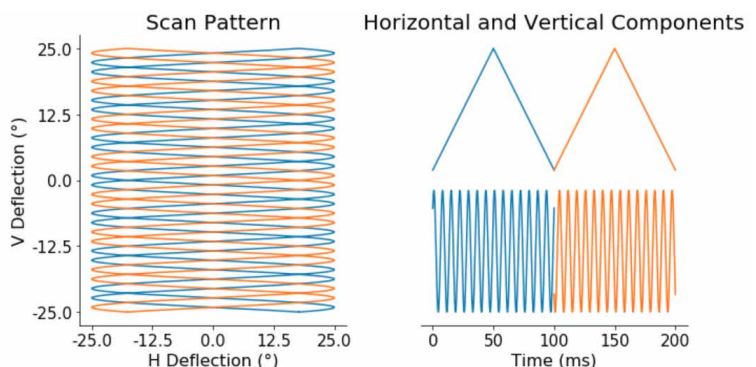 Scan Pattern
25.0
12.5
0.0
-12.5
-25.0
V Deflection (°)
-25.0 -12.5 0.0 12.5 25.0
H Deflection (°)
Horizontal and Vertical Components
0 50 100 150 200
Time (ms)